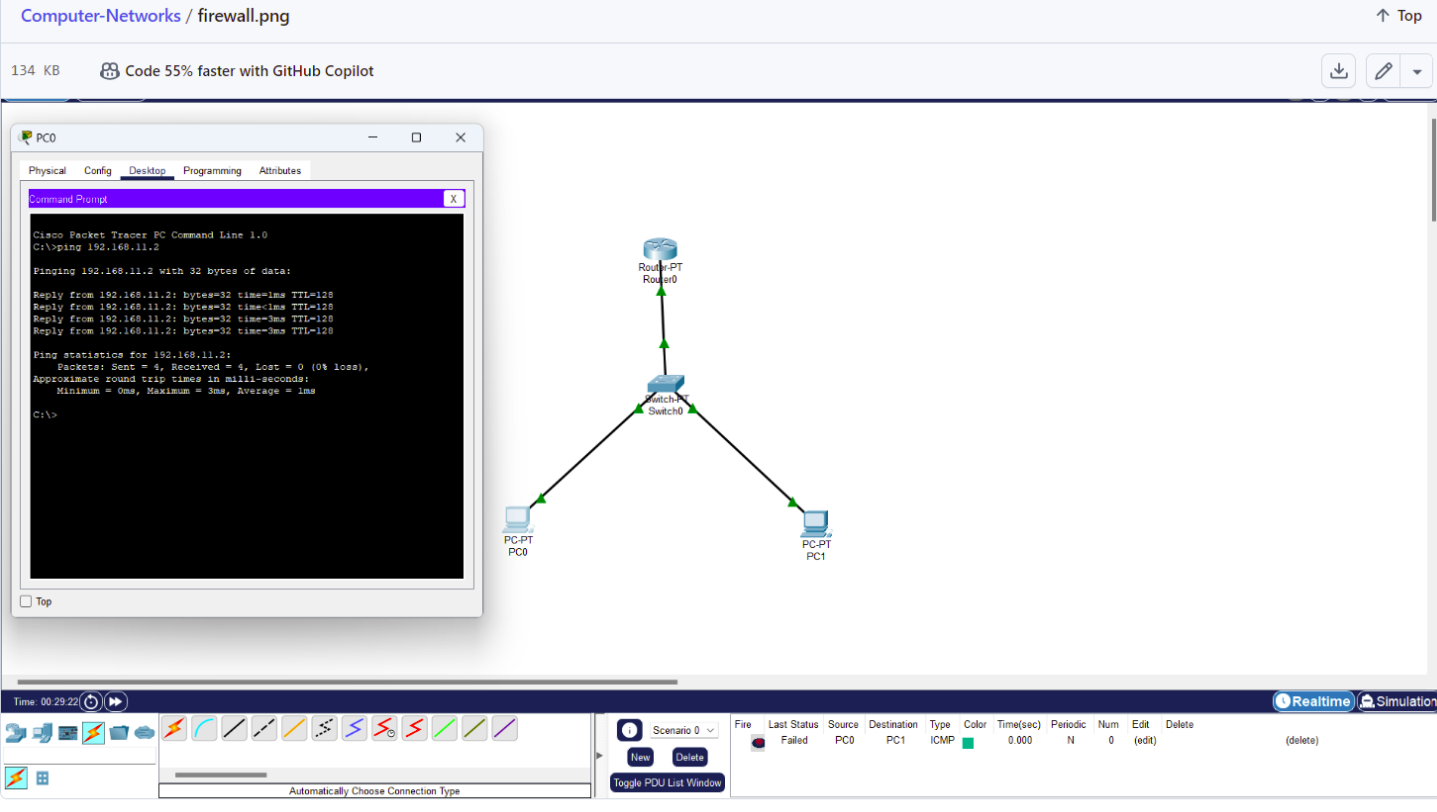 Computer-Networks / firewall.png
Top
134 KB
Code 55% faster with GitHub Copilot
PC0
Physical Config Desktop Programming Attributes
Command Prompt
X
Cisco Packet Tracer PC Command Line 1.0
C:\>ping 192.168.11.2
Pinging 192.168.11.2 with 32 bytes of data:
Reply from 192.168.11.2: bytes=32 time=1ms TTL=128
Reply from 192.168.11.2: bytes=32 time<1ms TTL=128
Reply from 192.168.11.2: bytes=32 time=3ms TTL=128
Reply from 192.168.11.2: bytes=32 time=3ms TTL=128
Ping statistics for 192.168.11.2:
Packets: Sent = 4, Received = 4, Lost = 0 (0% loss),
Approximate round trip times in milli-seconds:
Minimum = 0ms, Maximum = 3ms, Average = 1ms
C:\>
Top
Router-PT
Router0
Switch-PT
Switch0
PC-PT
PC0
PC-PT
PC1
Time: 00:29:22
Realtime
Simulation
Automatically Choose Connection Type
Scenario 0
New Delete
Toggle PDU List Window
Fire Last Status Source Destination Type Color Time(sec) Periodic Num Edit Delete
Failed PC0 PC1 ICMP 0.000 N 0 (edit) (delete)